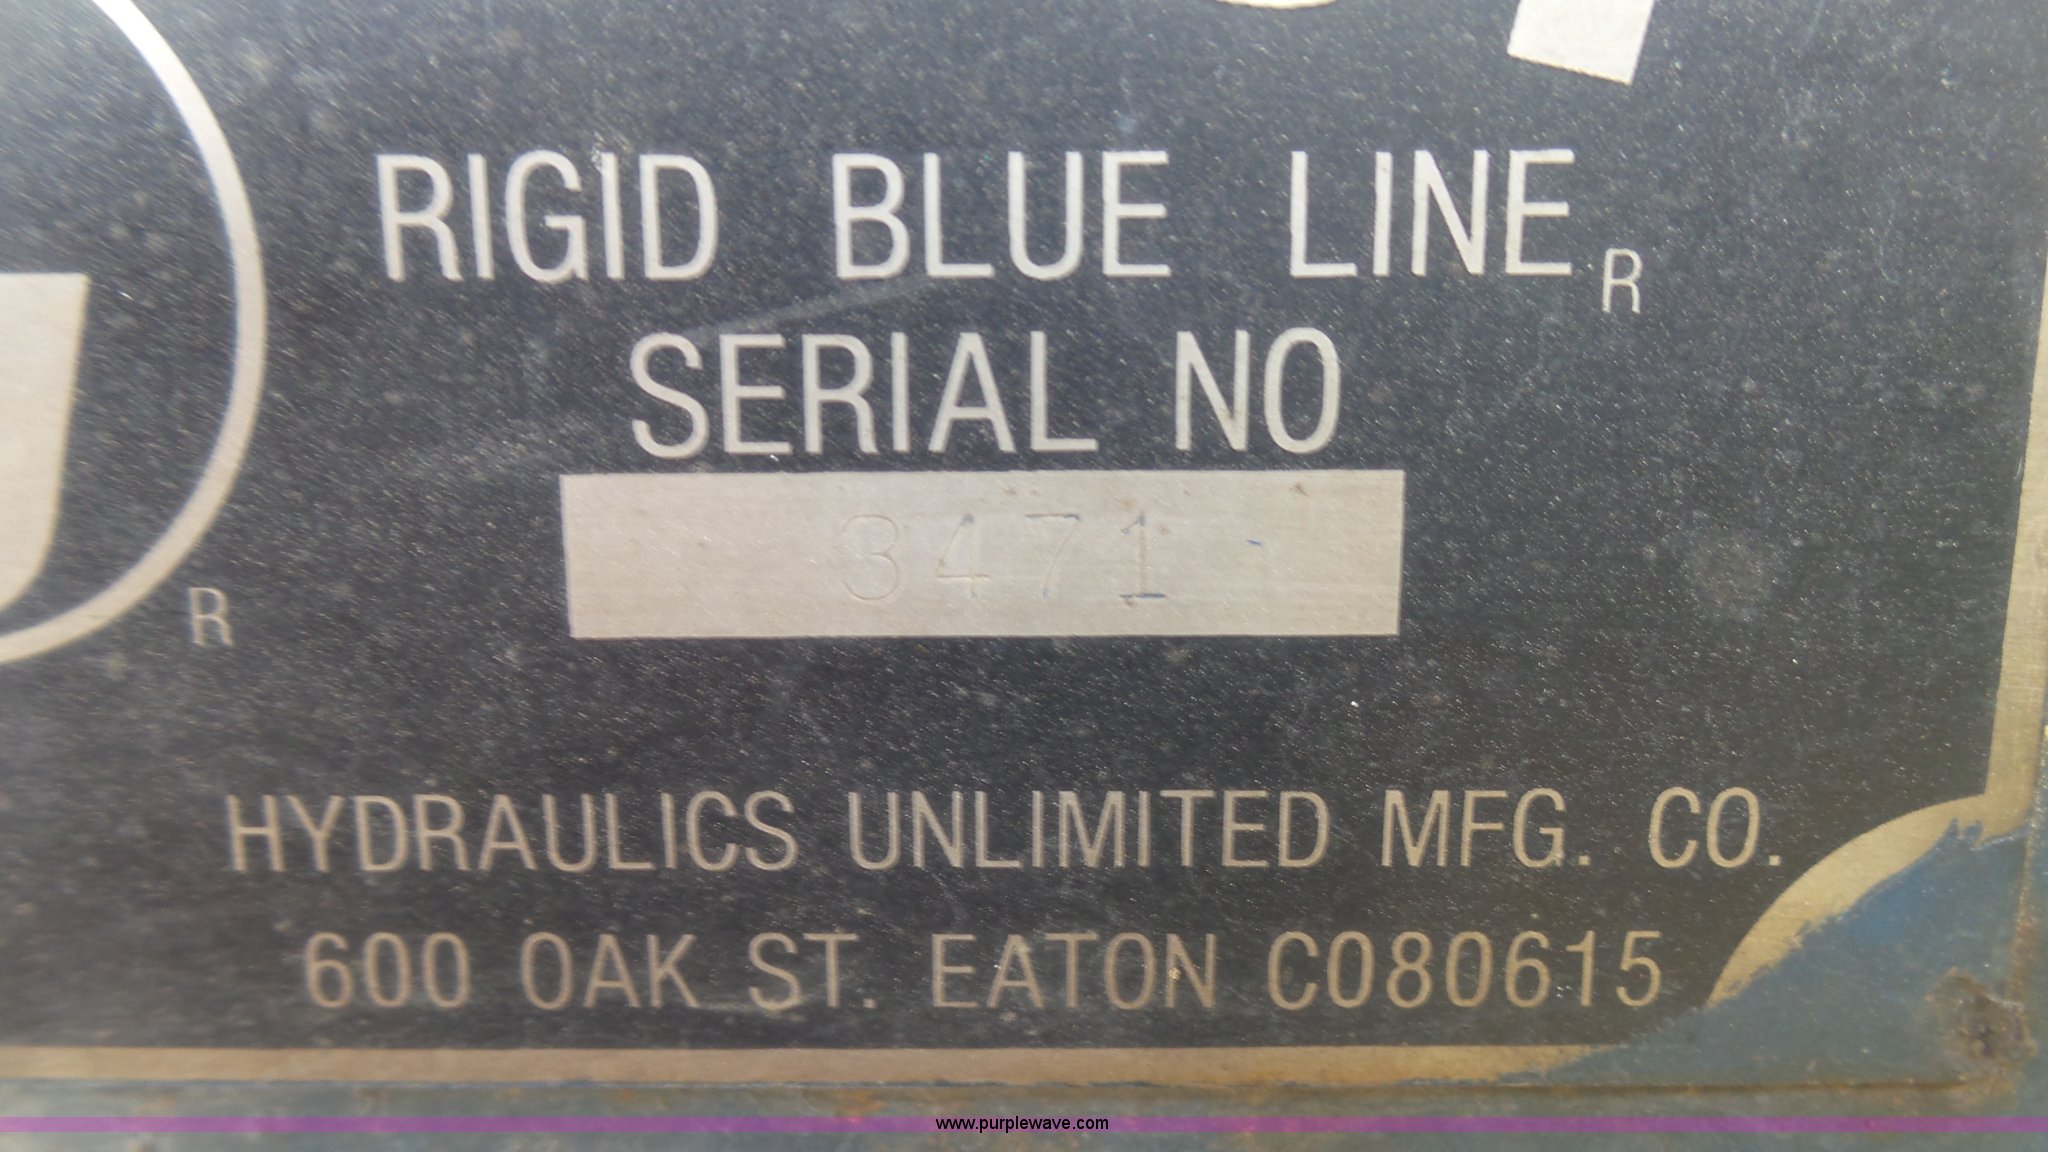 RIGID BLUE LINE R
SERIAL NO
3471
R
HYDRAULICS UNLIMITED MFG. CO.
600 OAK ST. EATON CO80615
www.purplewave.com